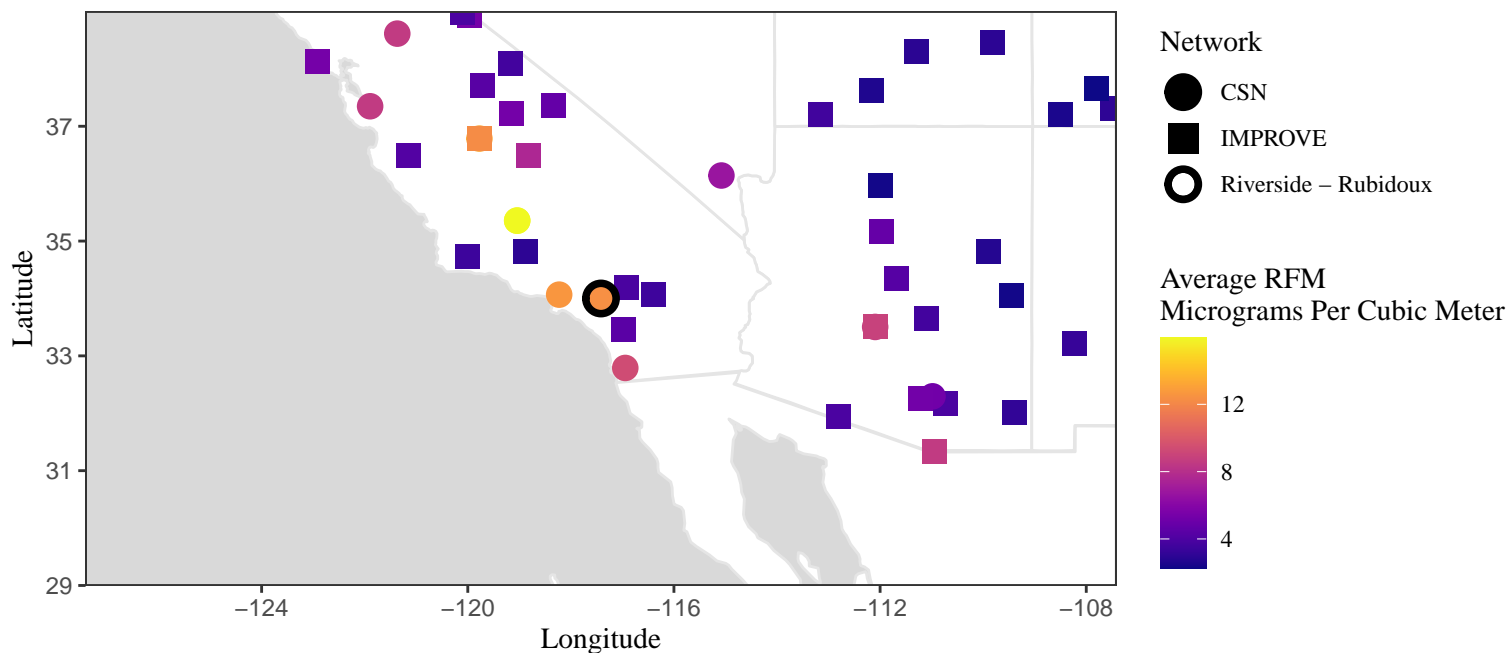 37
35
33
31
29
Latitude
−124
−120
−116
−112
−108
Longitude
Network
CSN
IMPROVE
Riverside − Rubidoux
Average RFM
Micrograms Per Cubic Meter
12
8
4